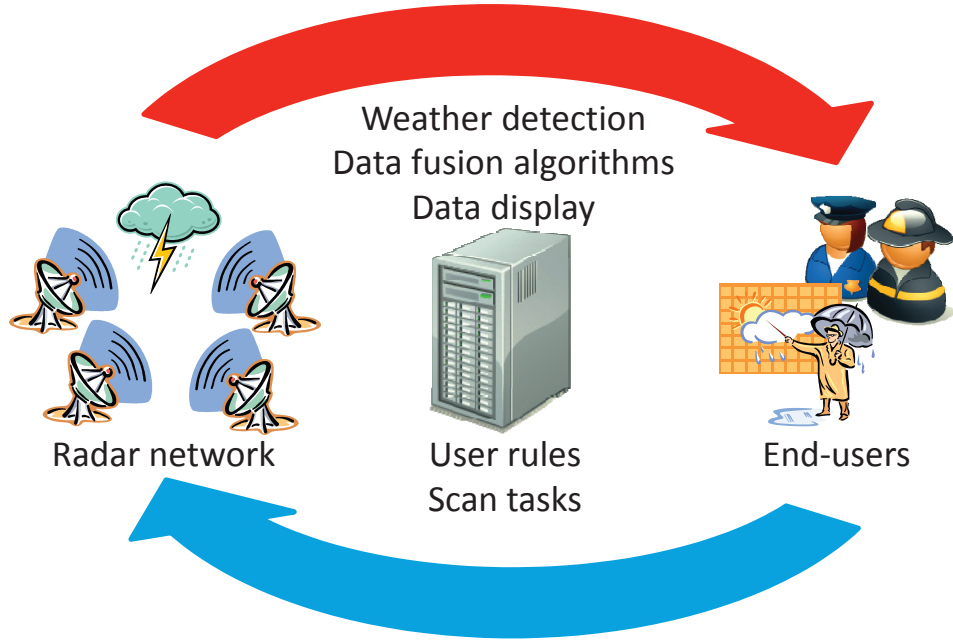 Weather detection
Data fusion algorithms
Data display
Radar network
User rules
Scan tasks
End-users